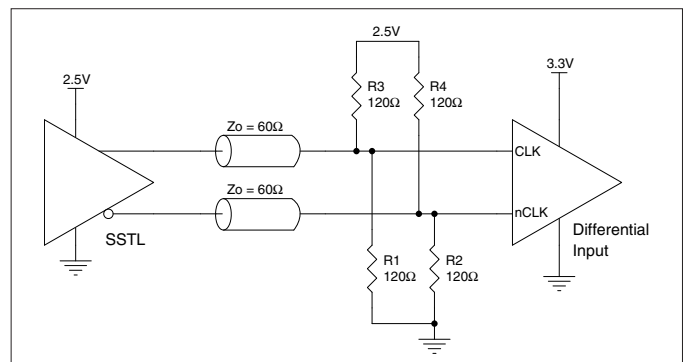 2.5V
2.5V
3.3V
R3
120Ω
R4
120Ω
Zo = 60Ω
CLK
Zo = 60Ω
nCLK
SSTL
Differential
Input
R1
120Ω
R2
120Ω